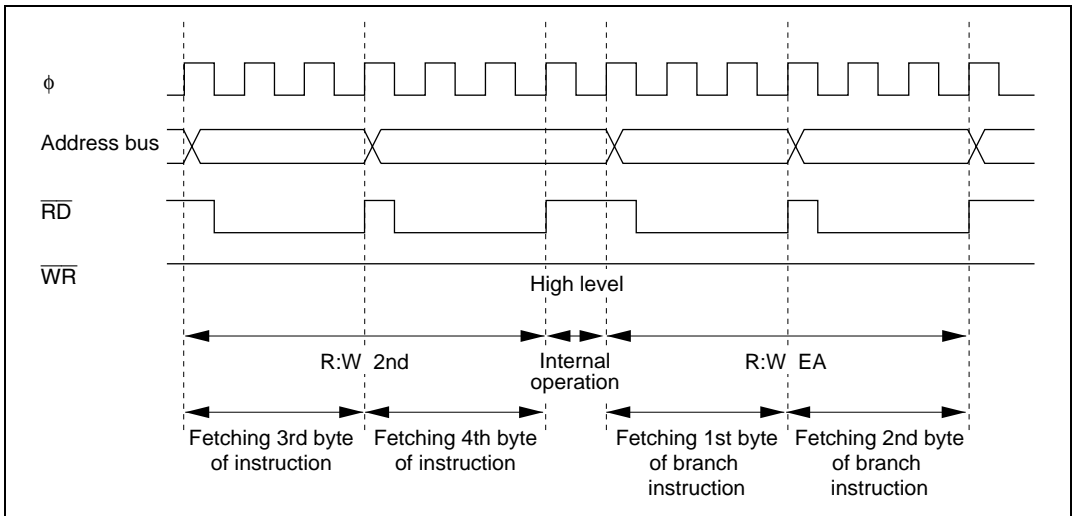 φ
Address bus
RD
WR
High level
R:W 2nd
Internal
operation
R:W EA
Fetching 3rd byte
of instruction
Fetching 4th byte
of instruction
Fetching 1st byte
of branch
instruction
Fetching 2nd byte
of branch
instruction